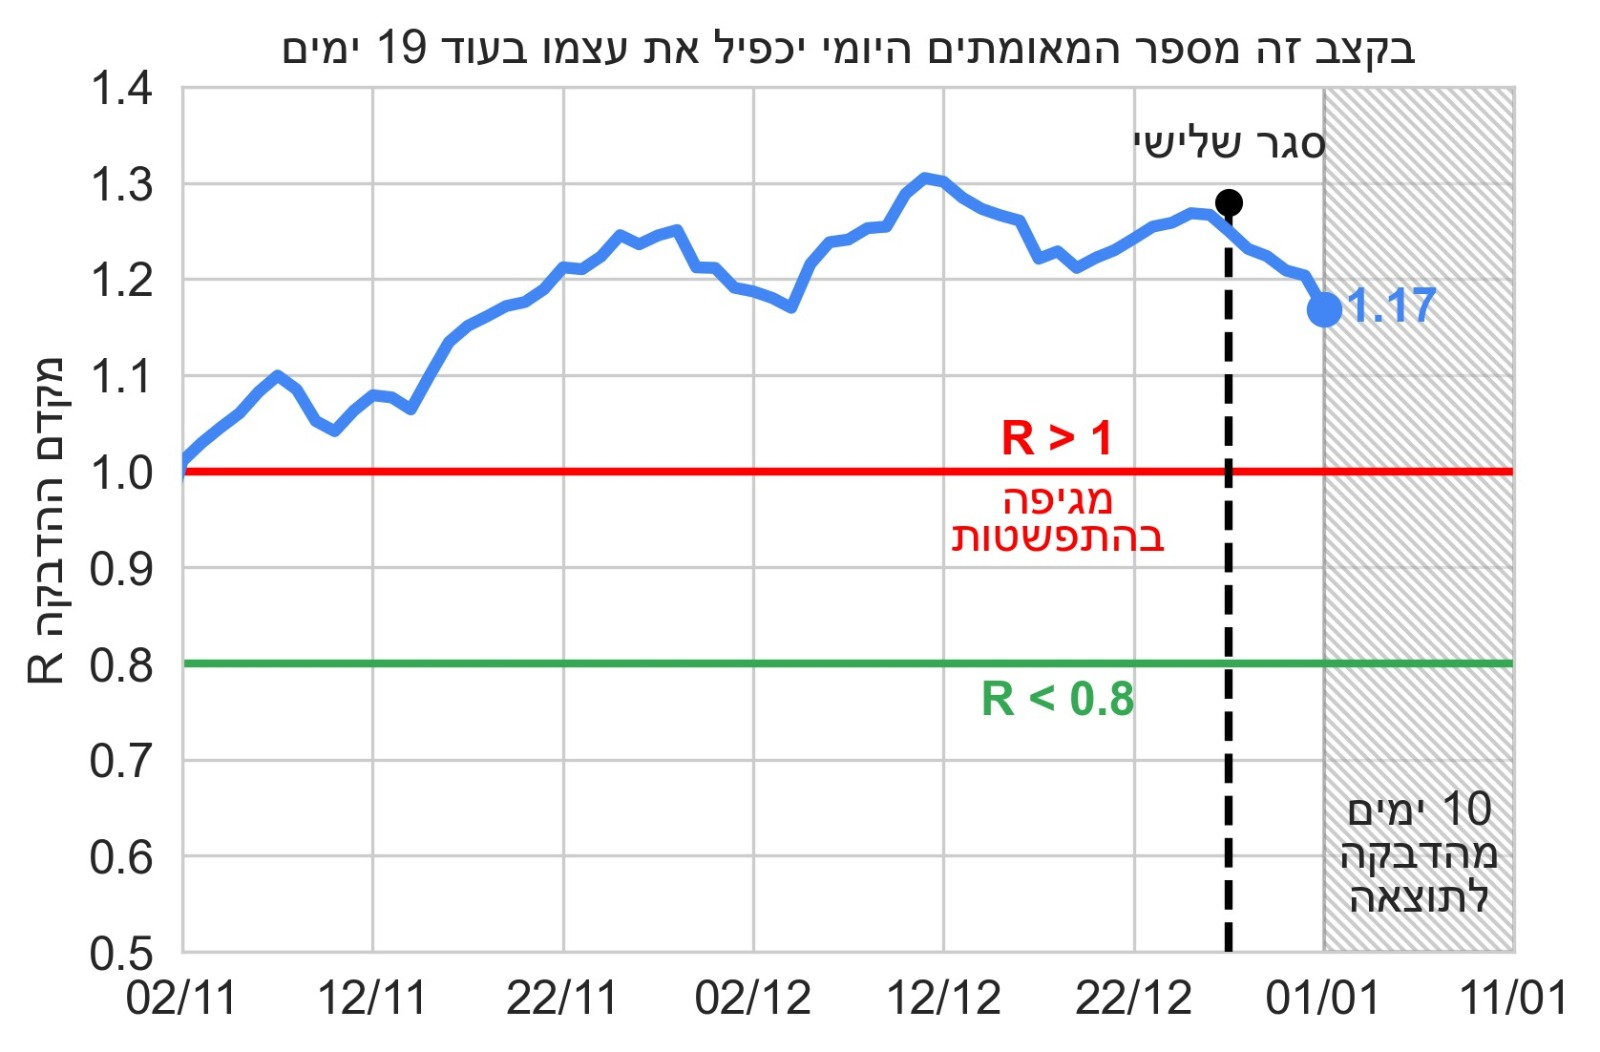 בקצב זה מספר המאומתים היומי יכפיל את עצמו בעוד 19 ימים
מקדם ההדבקה R
1.4
1.3
1.2
1.1
1.0
0.9
0.8
0.7
0.6
0.5
סגר שלישי
1.17
R > 1
מגיפה
בהתפשטות
R < 0.8
10 ימים
מהדבקה
לתוצאה
02/11
12/11
22/11
02/12
12/12
22/12
01/01
11/01